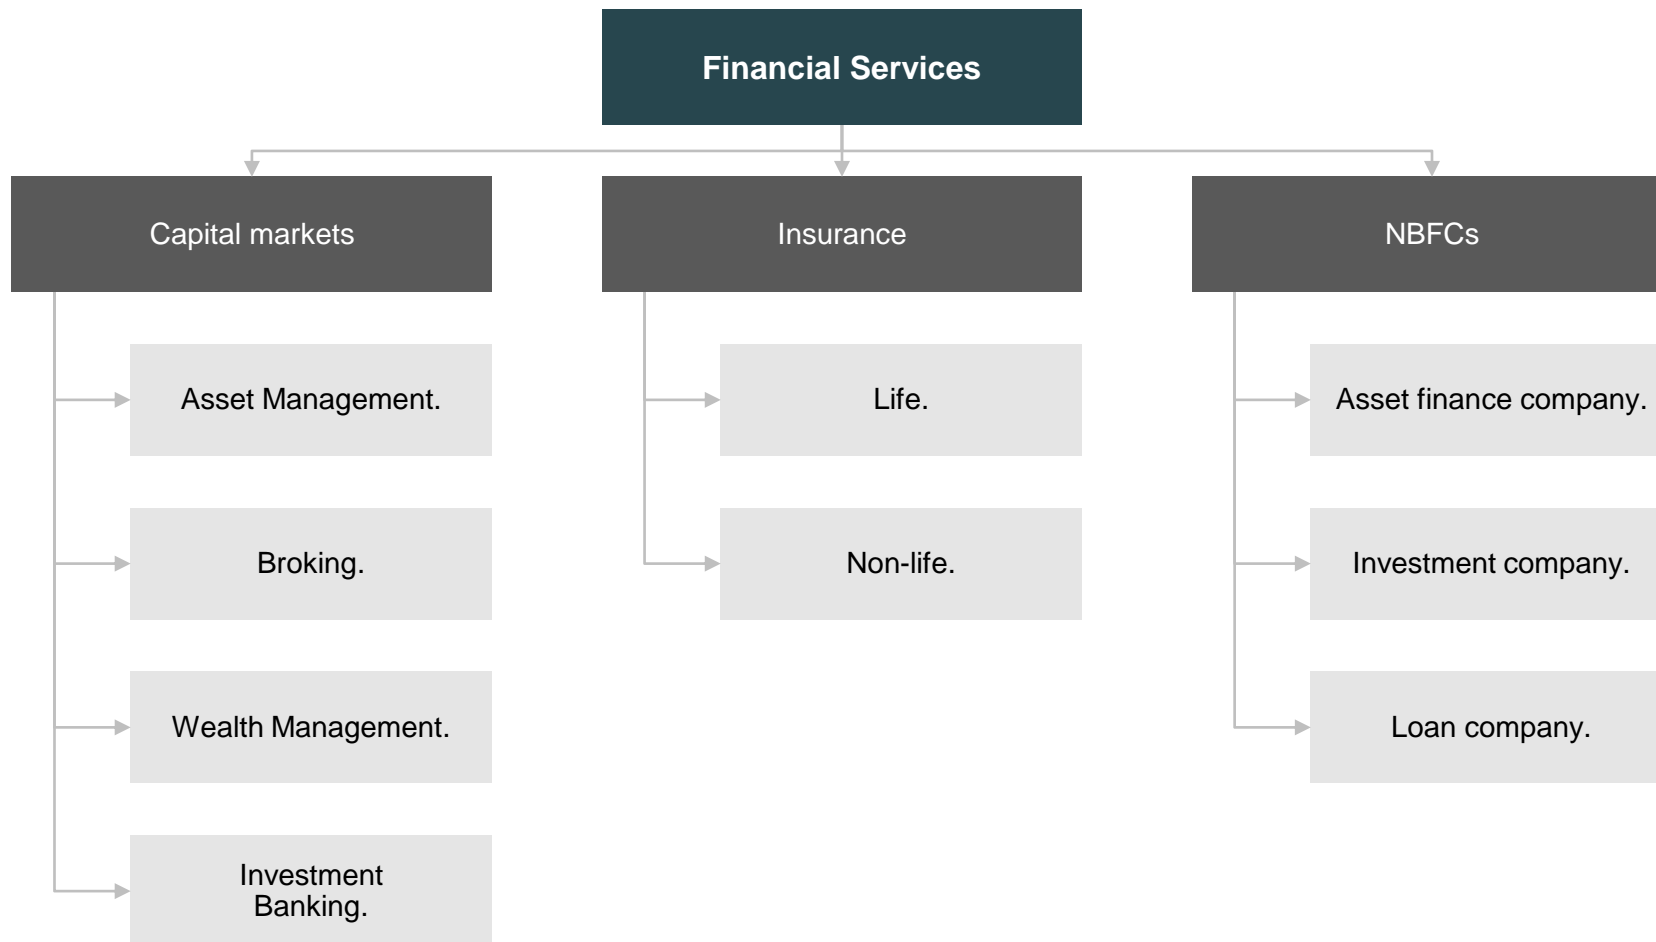 Financial Services
Capital markets
Asset Management.
Broking.
Wealth Management.
Investment
Banking.
Insurance
Life.
Non-life.
NBFCs
Asset finance company.
Investment company.
Loan company.